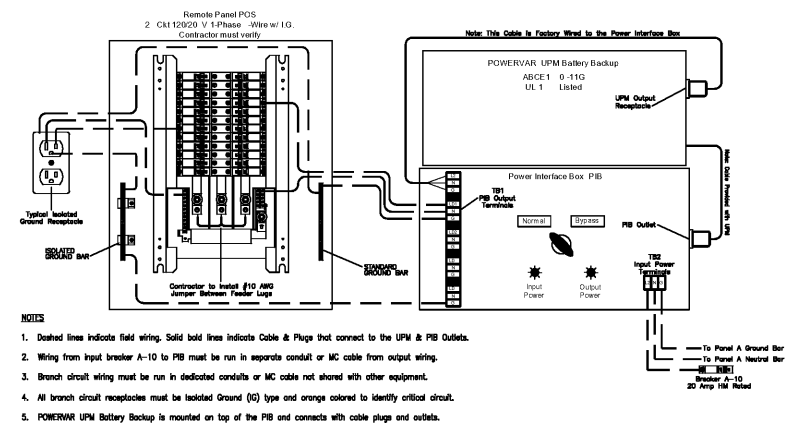 Remote Panel POS
2 Ckt 120/20 V 1-Phase -Wire w/ I.G.
Contractor must verify
Note: This Cable is Factory Wired to the Power Interface Box
POWERVAR UPM Battery Backup
ABCE1 0 -11G
UL 1 Listed
UPM Output
Receptacle
Note: Cable Provided with UPM
Power Interface Box PIB
TB1
PIB Output
Terminals
Normal
Bypass
PIB Outlet
TB2
Input Power
Terminals
Input
Power
Output
Power
Typical Isolated
Ground Receptacle
ISOLATED
GROUND BAR
STANDARD
GROUND BAR
Contractor to Install #10 AWG
Jumper Between Feeder Lugs
To Panel A Ground Bar
To Panel A Neutral Bar
Breaker A-10
20 Amp HM Rated
NOTES
1. Dashed lines indicate field wiring. Solid bold lines indicate Cable & Plugs that connect to the UPM & PIB Outlets.
2. Wiring from input breaker A-10 to PIB must be run in separate conduit or MC cable from output wiring.
3. Branch circuit wiring must be run in dedicated conduits or MC cable not shared with other equipment.
4. All branch circuit receptacles must be Isolated Ground (IG) type and orange colored to identify critical circuit.
5. POWERVAR UPM Battery Backup is mounted on top of the PIB and connects with cable plugs and outlets.